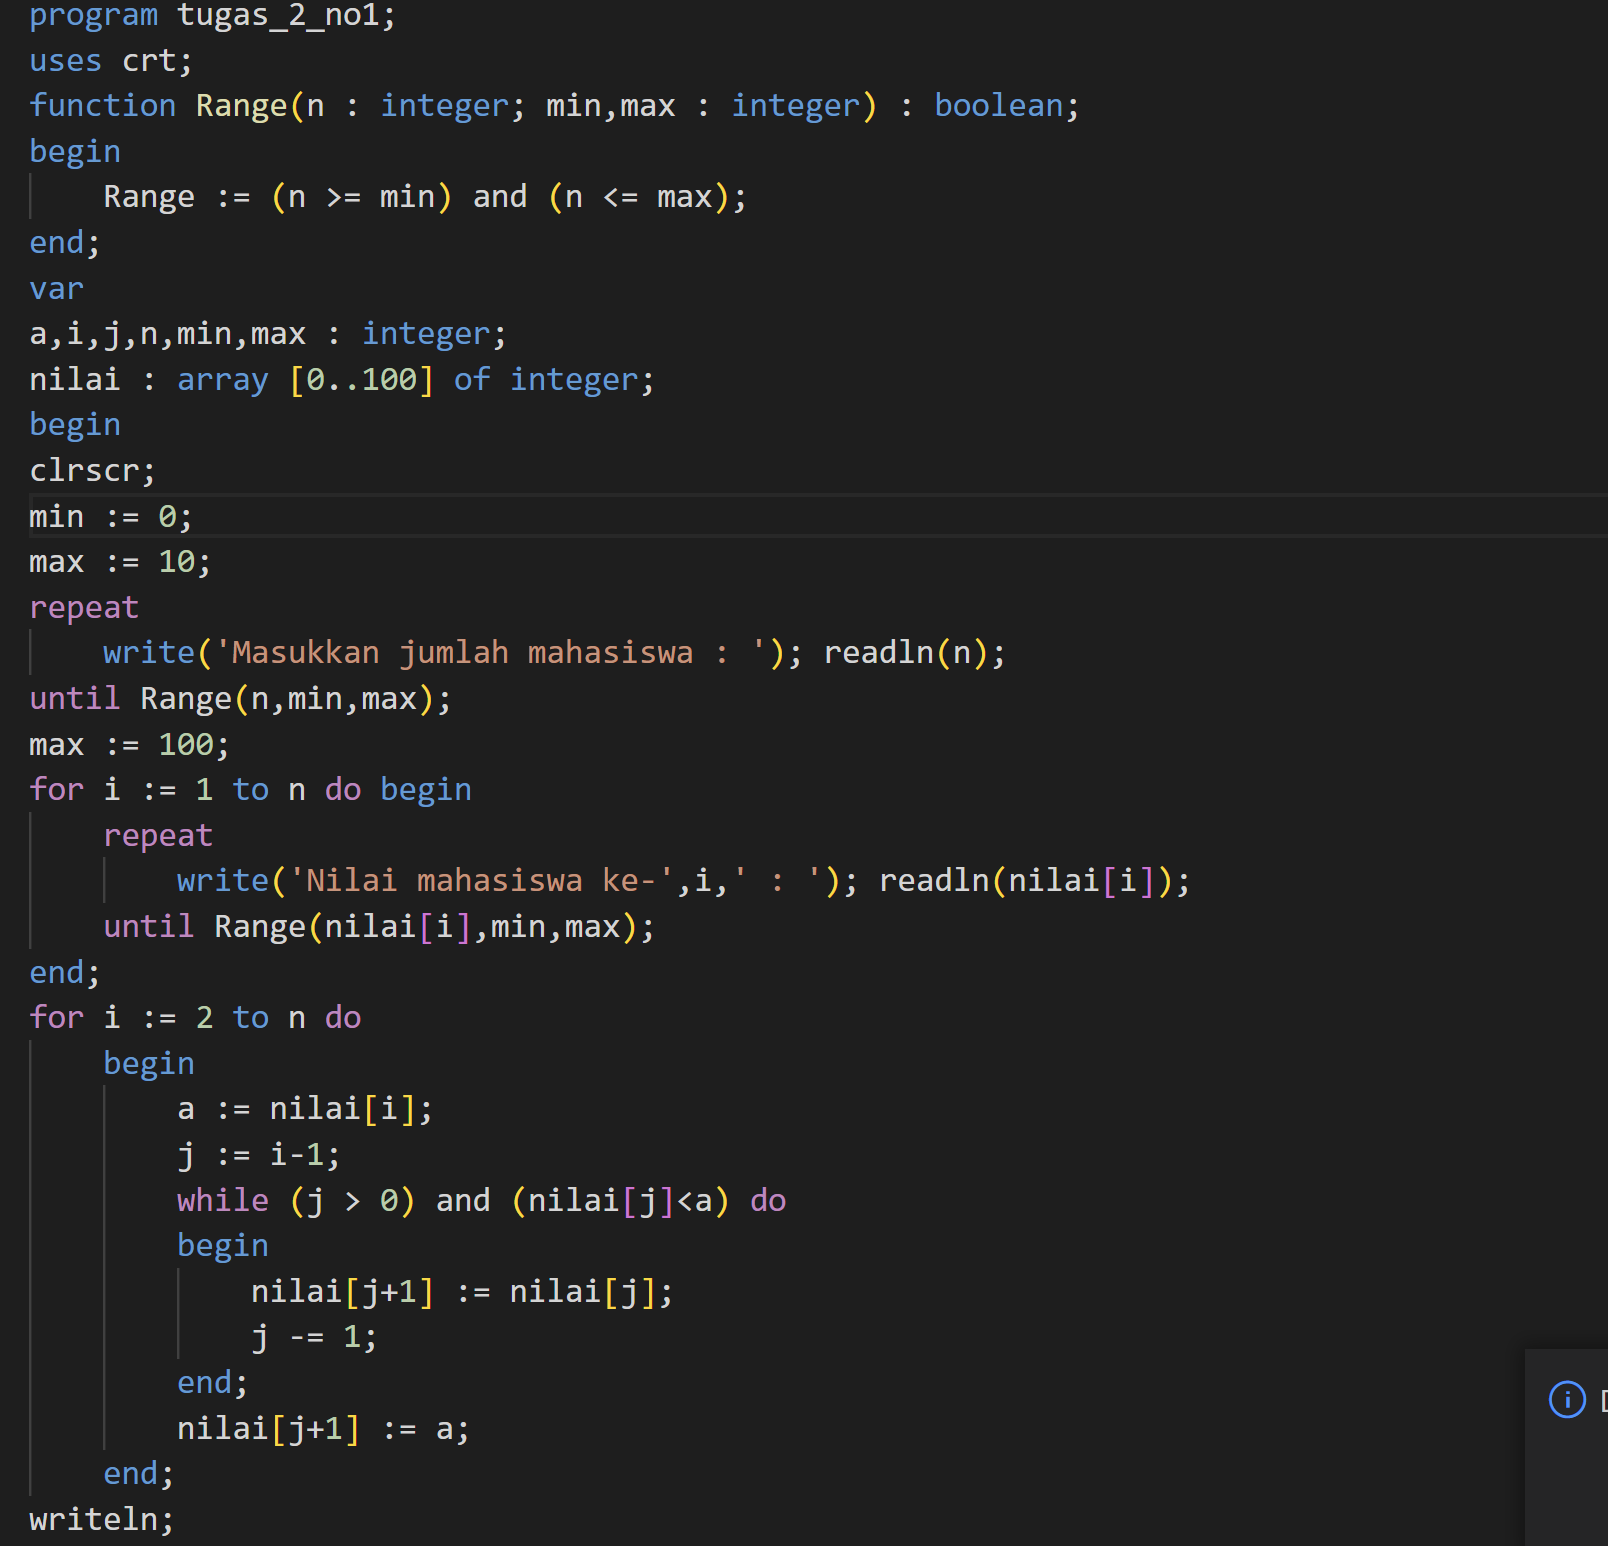 program tugas_2_no1;
uses crt;
function Range(n : integer; min,max : integer) : boolean;
begin
    Range := (n >= min) and (n <= max);
end;
var
a,i,j,n,min,max : integer;
nilai : array [0..100] of integer;
begin
clrscr;
min := 0;
max := 10;
repeat
    write('Masukkan jumlah mahasiswa : '); readln(n);
until Range(n,min,max);
max := 100;
for i := 1 to n do begin
    repeat
        write('Nilai mahasiswa ke-',i,' : '); readln(nilai[i]);
    until Range(nilai[i],min,max);
end;
for i := 2 to n do
    begin
        a := nilai[i];
        j := i-1;
        while (j > 0) and (nilai[j]<a) do
        begin
            nilai[j+1] := nilai[j];
            j -= 1;
        end;
        nilai[j+1] := a;
    end;
writeln;